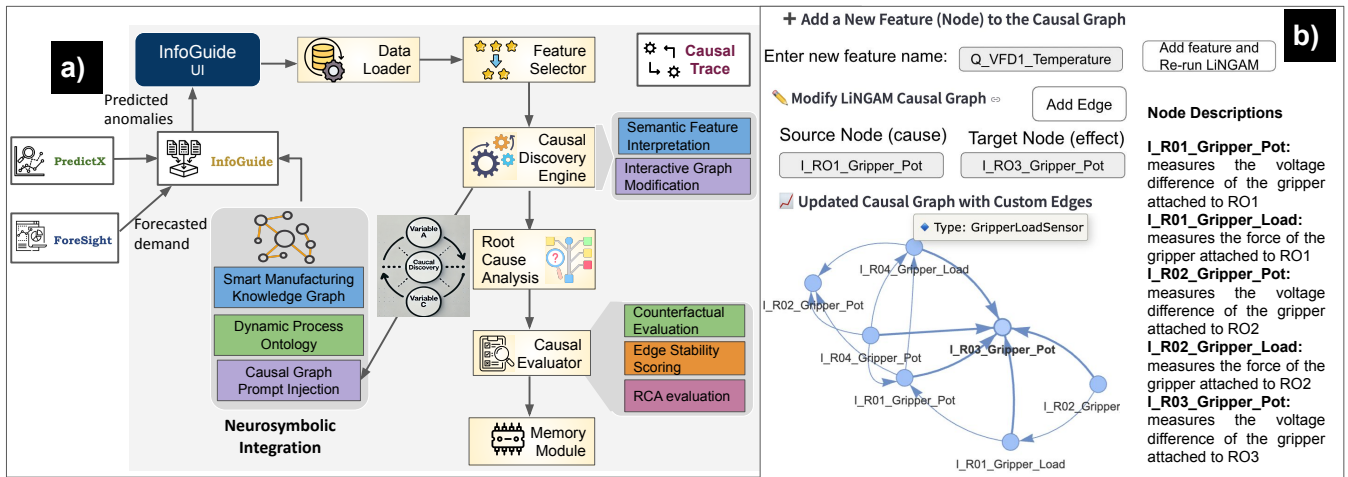 a)
InfoGuide
UI
Data
Loader
Feature
Selector
Causal
Trace
Predicted
anomalies
PredictX
InfoGuide
ForeSight
Forecasted
demand
Causal
Discovery
Engine
Semantic Feature
Interpretation
Interactive Graph
Modification
Smart Manufacturing
Knowledge Graph
Dynamic Process
Ontology
Causal Graph
Prompt Injection
Neurosymbolic
Integration
Variable
A
Discovery
Variable
C
Root
Cause
Analysis
?
Causal
Evaluator
Counterfactual
Evaluation
Edge Stability
Scoring
RCA evaluation
Memory
Module
b)
+ Add a New Feature (Node) to the Causal Graph
Enter new feature name:
Q_VFD1_Temperature
Add feature and
Re-run LiNGAM
Modify LiNGAM Causal Graph
Add Edge
Source Node (cause)
Target Node (effect)
I_RO1_Gripper_Pot
I_RO3_Gripper_Pot
Updated Causal Graph with Custom Edges
Type: GripperLoadSensor
I_R04_Gripper_Load
I_R02_Gripper_Pot
I_R04_Gripper_Pot
I_R03_Gripper_Pot
I_R01_Gripper_Pot
I_R02_Gripper
I_R01_Gripper_Load
Node Descriptions
I_R01_Gripper_Pot:
measures the voltage
difference of the gripper
attached to RO1
I_R01_Gripper_Load:
measures the force of the
gripper attached to RO1
I_R02_Gripper_Pot:
measures the voltage
difference of the gripper
attached to RO2
I_R02_Gripper_Load:
measures the force of the
gripper attached to RO2
I_R03_Gripper_Pot:
measures the voltage
difference of the gripper
attached to RO3